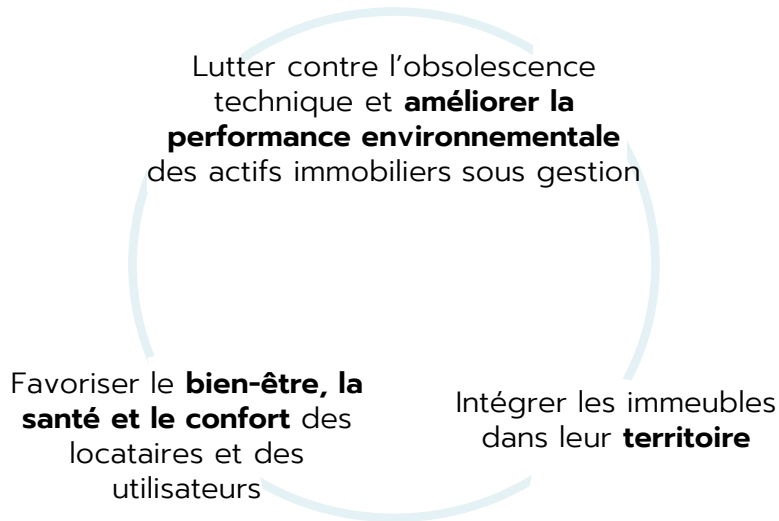 Lutter contre l’obsolescence
technique et améliorer la
performance environnementale
des actifs immobiliers sous gestion
Favoriser le bien-être, la
santé et le confort des
locataires et des
utilisateurs
Intégrer les immeubles
dans leur territoire